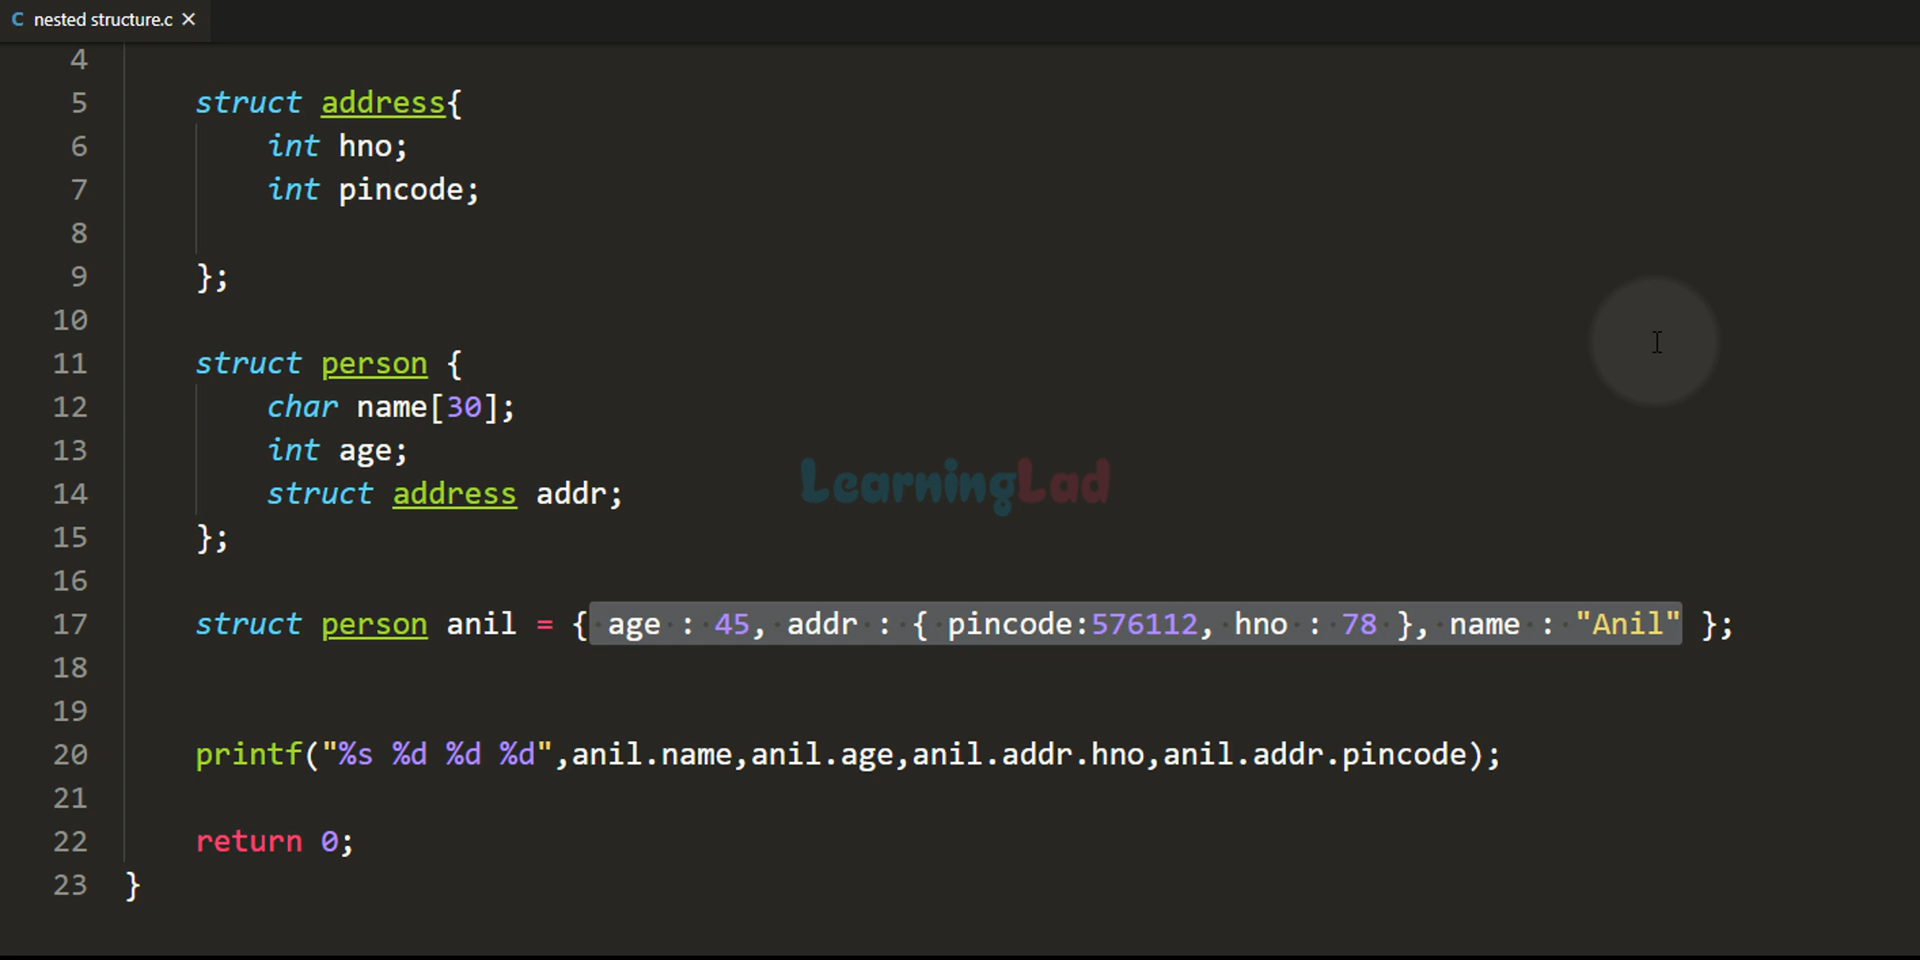 C nested structure.c ×
4
5 struct address{
6 int hno;
7 int pincode;
8
9 };
10
11 struct person {
12 char name[30];
13 int age;
14 struct address addr;
LearningLad
15 };
16
17 struct person anil = { age : 45, addr : { pincode:576112, hno : 78 }, name : "Anil" };
18
19
20 printf("%s %d %d %d",anil.name,anil.age,anil.addr.hno,anil.addr.pincode);
21
22 return 0;
23 }